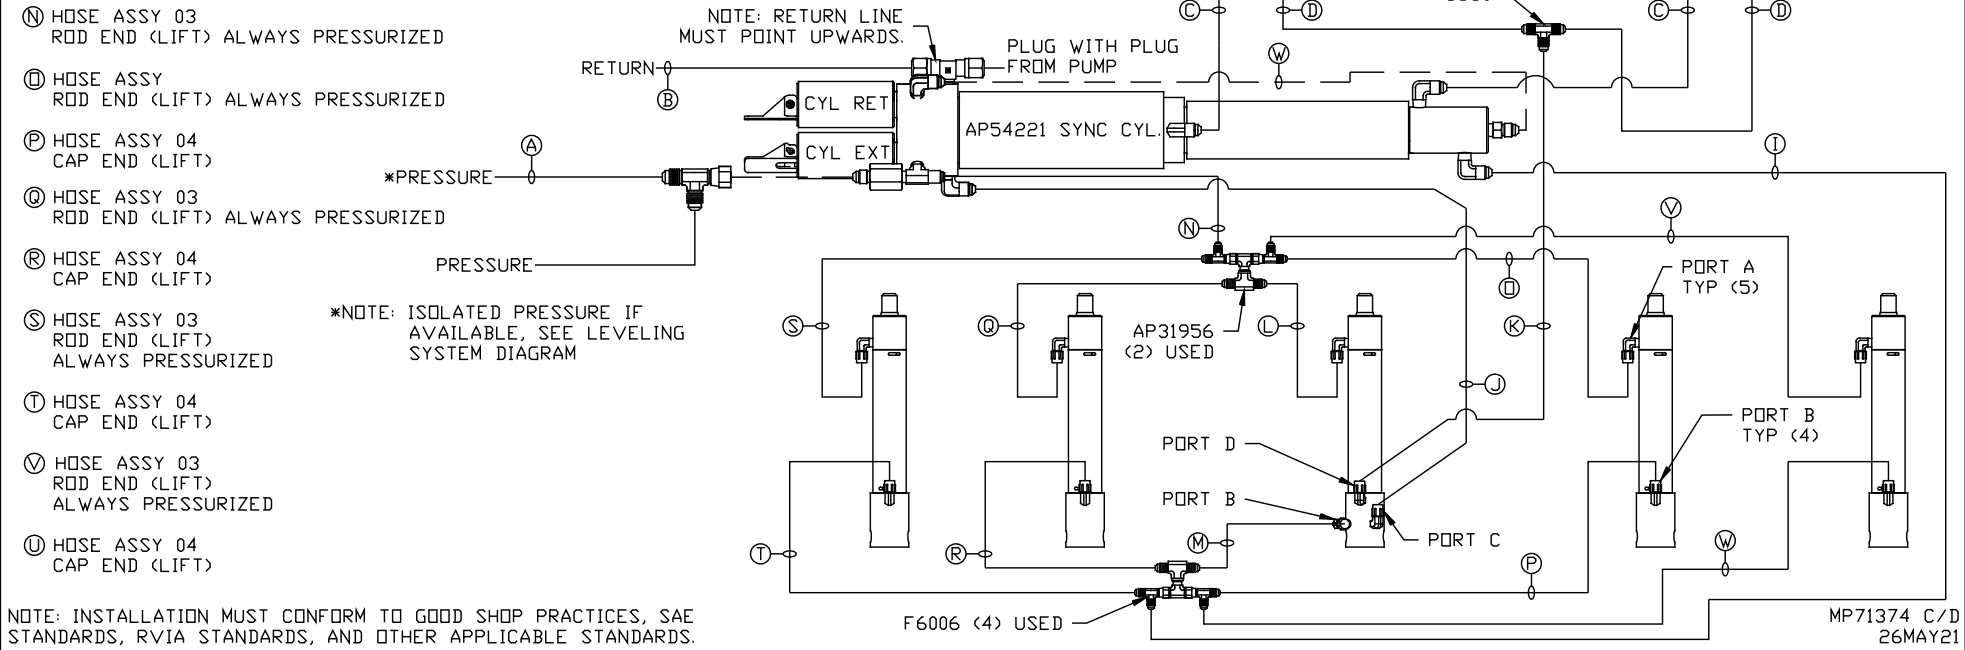 Ⓝ HOSE ASSY 03
ROD END (LIFT) ALWAYS PRESSURIZED
Ⓞ HOSE ASSY
ROD END (LIFT) ALWAYS PRESSURIZED
Ⓟ HOSE ASSY 04
CAP END (LIFT)
Ⓠ HOSE ASSY 03
ROD END (LIFT) ALWAYS PRESSURIZED
Ⓡ HOSE ASSY 04
CAP END (LIFT)
Ⓢ HOSE ASSY 03
ROD END (LIFT)
ALWAYS PRESSURIZED
Ⓣ HOSE ASSY 04
CAP END (LIFT)
Ⓥ HOSE ASSY 03
ROD END (LIFT)
ALWAYS PRESSURIZED
Ⓤ HOSE ASSY 04
CAP END (LIFT)
NOTE: INSTALLATION MUST CONFORM TO GOOD SHOP PRACTICES, SAE
STANDARDS, RVIA STANDARDS, AND OTHER APPLICABLE STANDARDS.
NOTE: RETURN LINE
MUST POINT UPWARDS.
RETURN
Ⓑ
PLUG WITH PLUG
FROM PUMP
Ⓒ
Ⓓ
Ⓦ
Ⓒ
Ⓓ
CYL RET
CYL EXT
AP54221 SYNC CYL.
Ⓐ
*PRESSURE
PRESSURE
*NOTE: ISOLATED PRESSURE IF
AVAILABLE, SEE LEVELING
SYSTEM DIAGRAM
Ⓘ
Ⓝ
Ⓥ
Ⓞ
PORT A
TYP (5)
Ⓢ
Ⓠ
Ⓛ
Ⓚ
AP31956
(2) USED
Ⓙ
PORT D
PORT B
PORT C
PORT B
TYP (4)
Ⓣ
Ⓡ
Ⓜ
Ⓟ
Ⓦ
F6006 (4) USED
MP71374 C/D
26MAY21